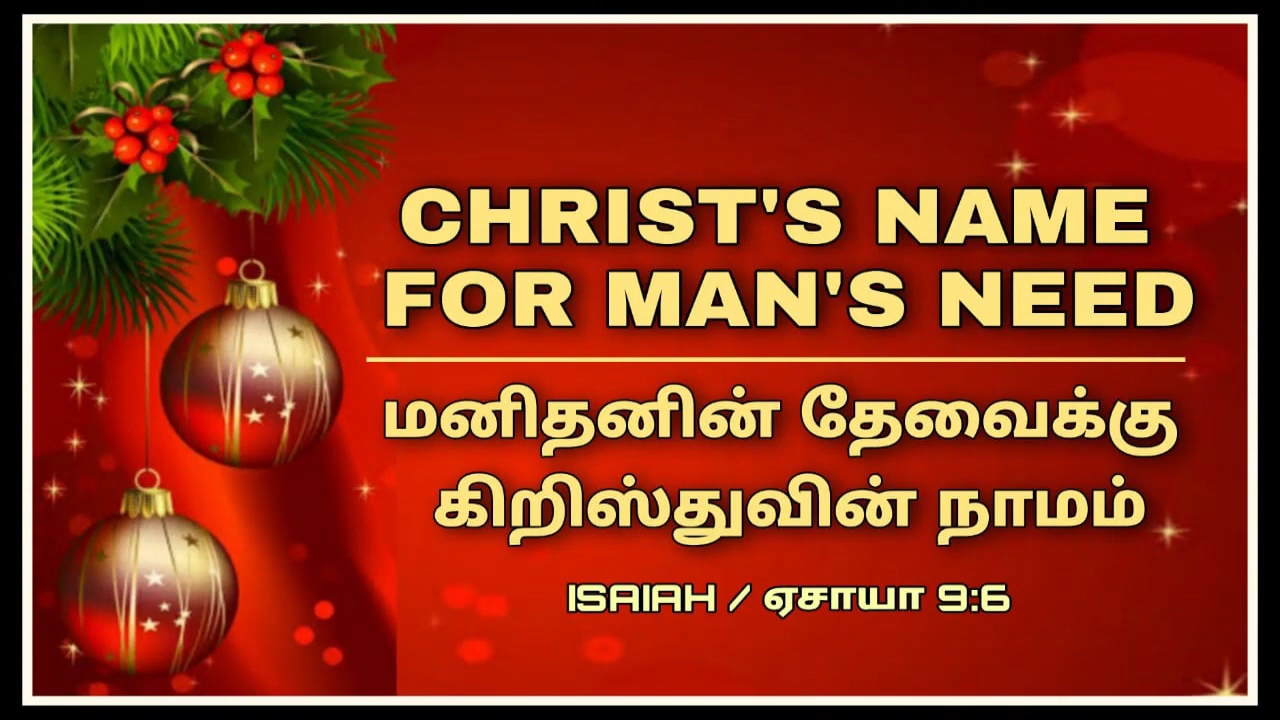 CHRIST'S NAME
FOR MAN'S NEED
மனிதனின் தேவைக்கு
கிறிஸ்துவின் நாமம்
ISAIAH / ஏசாயா 9:6